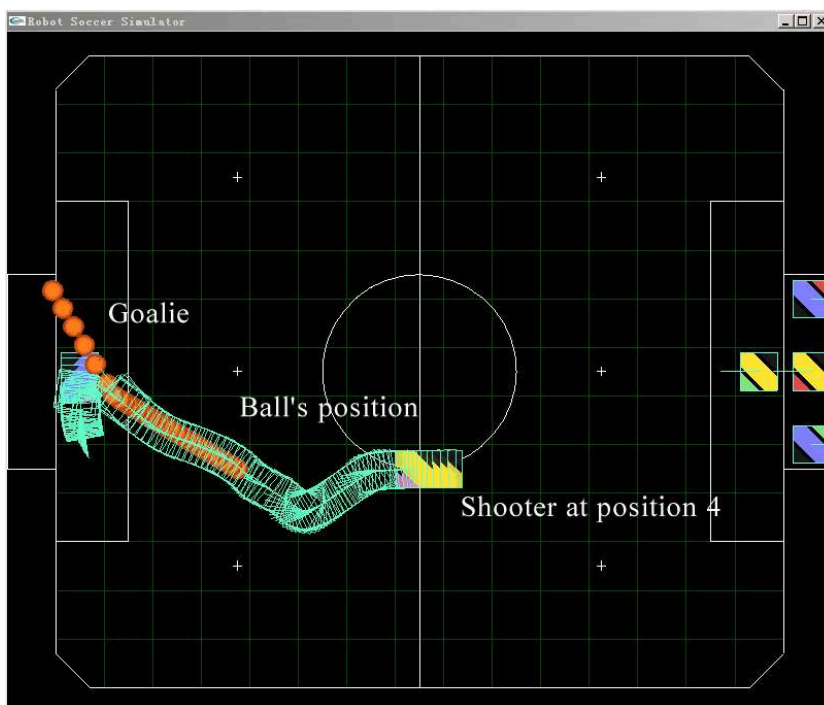 Robot Soccer Simulator
Goalie
Ball's position
Shooter at position 4